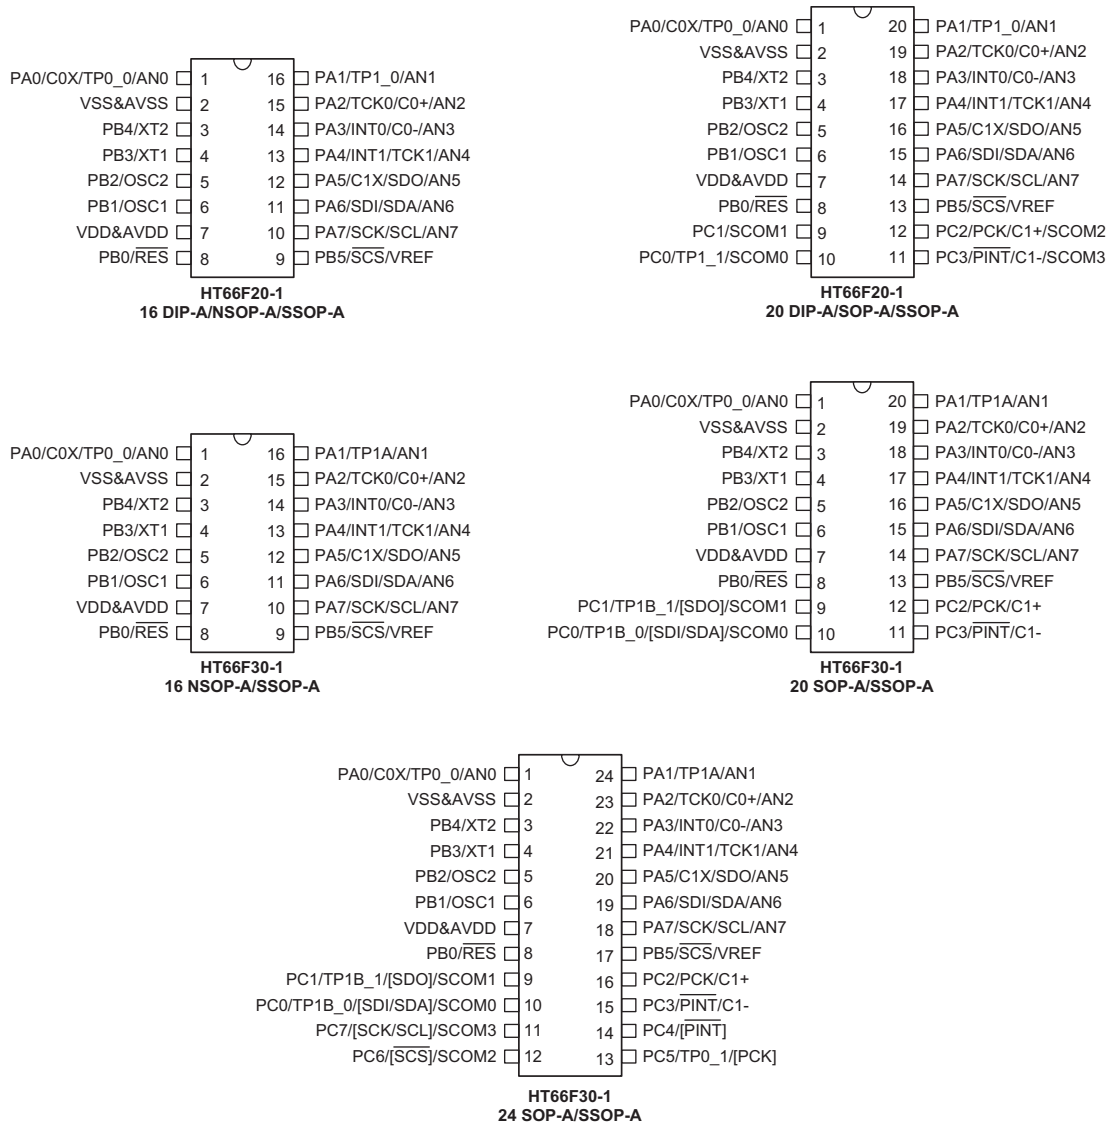 PA0/C0X/TP0_0/AN0 1 16 PA1/TP1_0/AN1
VSS&AVSS 2 15 PA2/TCK0/C0+/AN2
PB4/XT2 3 14 PA3/INT0/C0-/AN3
PB3/XT1 4 13 PA4/INT1/TCK1/AN4
PB2/OSC2 5 12 PA5/C1X/SDO/AN5
PB1/OSC1 6 11 PA6/SDI/SDA/AN6
VDD&AVDD 7 10 PA7/SCK/SCL/AN7
PB0/R̅E̅S̅ 8 9 PB5/S̅C̅S̅/VREF
HT66F20-1
16 DIP-A/NSOP-A/SSOP-A
PA0/C0X/TP0_0/AN0 1 20 PA1/TP1_0/AN1
VSS&AVSS 2 19 PA2/TCK0/C0+/AN2
PB4/XT2 3 18 PA3/INT0/C0-/AN3
PB3/XT1 4 17 PA4/INT1/TCK1/AN4
PB2/OSC2 5 16 PA5/C1X/SDO/AN5
PB1/OSC1 6 15 PA6/SDI/SDA/AN6
VDD&AVDD 7 14 PA7/SCK/SCL/AN7
PB0/R̅E̅S̅ 8 13 PB5/S̅C̅S̅/VREF
PC1/SCOM1 9 12 PC2/PCK/C1+/SCOM2
PC0/TP1_1/SCOM0 10 11 PC3/P̅I̅N̅T̅/C1-/SCOM3
HT66F20-1
20 DIP-A/SOP-A/SSOP-A
PA0/C0X/TP0_0/AN0 1 16 PA1/TP1A/AN1
VSS&AVSS 2 15 PA2/TCK0/C0+/AN2
PB4/XT2 3 14 PA3/INT0/C0-/AN3
PB3/XT1 4 13 PA4/INT1/TCK1/AN4
PB2/OSC2 5 12 PA5/C1X/SDO/AN5
PB1/OSC1 6 11 PA6/SDI/SDA/AN6
VDD&AVDD 7 10 PA7/SCK/SCL/AN7
PB0/R̅E̅S̅ 8 9 PB5/S̅C̅S̅/VREF
HT66F30-1
16 NSOP-A/SSOP-A
PA0/C0X/TP0_0/AN0 1 20 PA1/TP1A/AN1
VSS&AVSS 2 19 PA2/TCK0/C0+/AN2
PB4/XT2 3 18 PA3/INT0/C0-/AN3
PB3/XT1 4 17 PA4/INT1/TCK1/AN4
PB2/OSC2 5 16 PA5/C1X/SDO/AN5
PB1/OSC1 6 15 PA6/SDI/SDA/AN6
VDD&AVDD 7 14 PA7/SCK/SCL/AN7
PB0/R̅E̅S̅ 8 13 PB5/S̅C̅S̅/VREF
PC1/TP1B_1/[SDO]/SCOM1 9 12 PC2/PCK/C1+
PC0/TP1B_0/[SDI/SDA]/SCOM0 10 11 PC3/P̅I̅N̅T̅/C1-
HT66F30-1
20 SOP-A/SSOP-A
PA0/C0X/TP0_0/AN0 1 24 PA1/TP1A/AN1
VSS&AVSS 2 23 PA2/TCK0/C0+/AN2
PB4/XT2 3 22 PA3/INT0/C0-/AN3
PB3/XT1 4 21 PA4/INT1/TCK1/AN4
PB2/OSC2 5 20 PA5/C1X/SDO/AN5
PB1/OSC1 6 19 PA6/SDI/SDA/AN6
VDD&AVDD 7 18 PA7/SCK/SCL/AN7
PB0/R̅E̅S̅ 8 17 PB5/S̅C̅S̅/VREF
PC1/TP1B_1/[SDO]/SCOM1 9 16 PC2/PCK/C1+
PC0/TP1B_0/[SDI/SDA]/SCOM0 10 15 PC3/P̅I̅N̅T̅/C1-
PC7/[SCK/SCL]/SCOM3 11 14 PC4/[P̅I̅N̅T̅]
PC6/[S̅C̅S̅]/SCOM2 12 13 PC5/TP0_1/[PCK]
HT66F30-1
24 SOP-A/SSOP-A